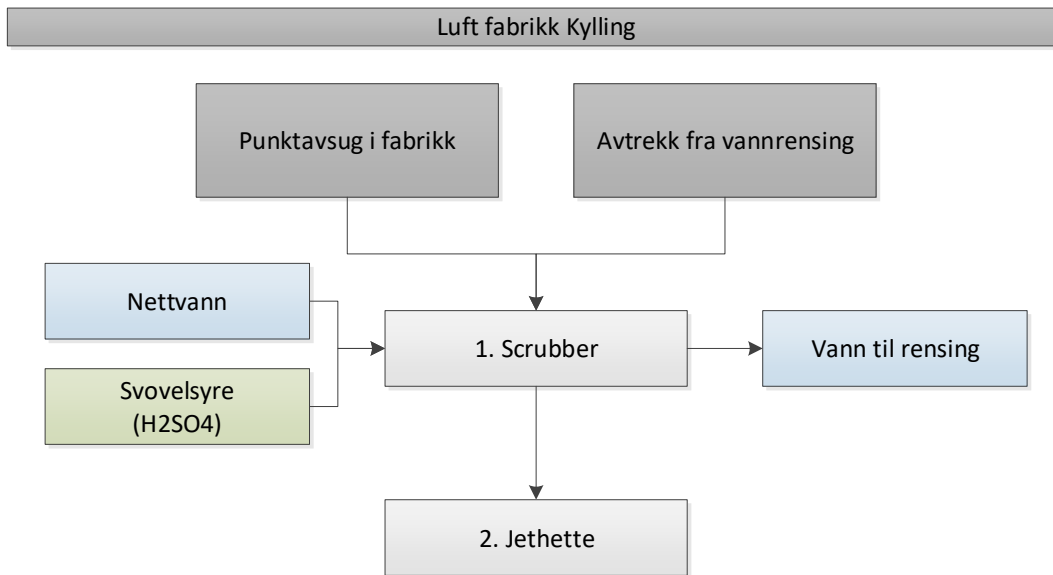 Luft fabrikk Kylling
Punktavsug i fabrikk
Avtrekk fra vannrensing
Nettvann
1. Scrubber
Vann til rensing
Svovelsyre
(H2SO4)
2. Jethette